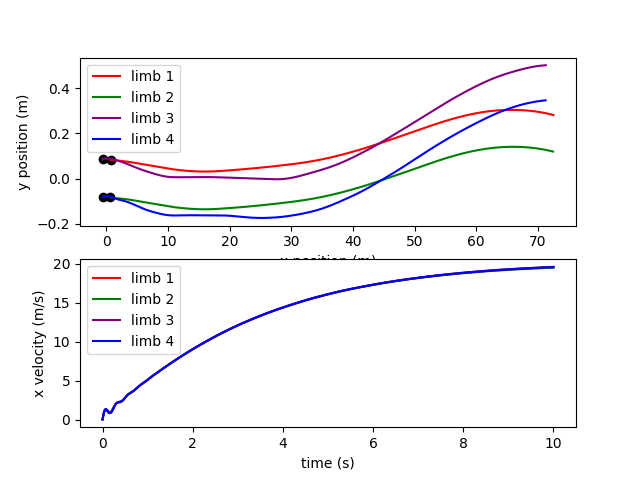 limb 1
limb 2
limb 3
limb 4
y position (m)
0.4
0.2
0.0
−0.2
0 10 20 30 40 50 60 70
x position (m)
limb 1
limb 2
limb 3
limb 4
x velocity (m/s)
20
15
10
5
0
0 2 4 6 8 10
time (s)